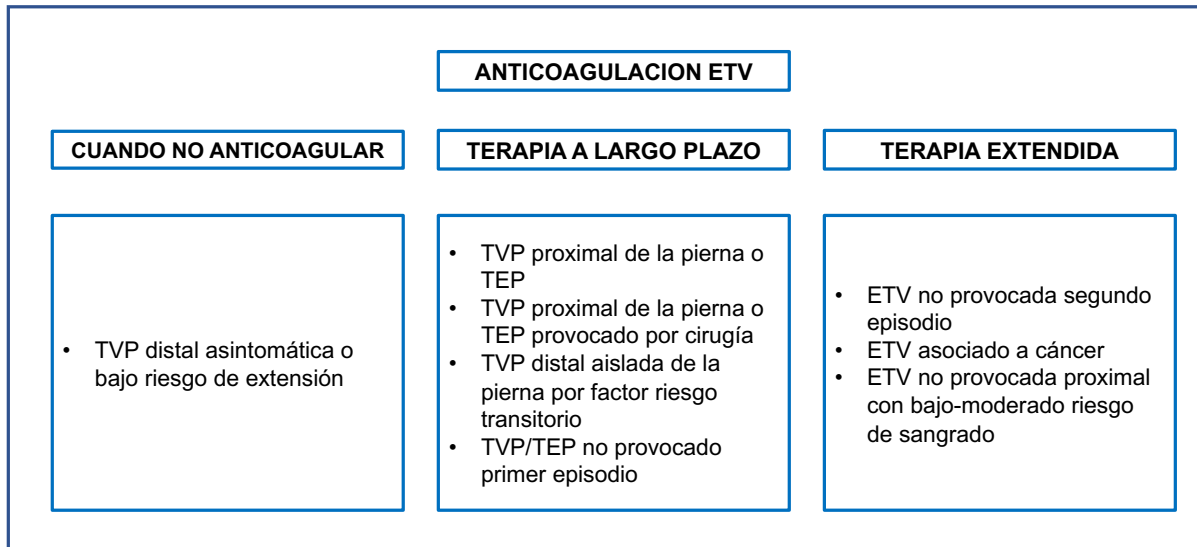 ANTICOAGULACION ETV
CUANDO NO ANTICOAGULAR
TERAPIA A LARGO PLAZO
TERAPIA EXTENDIDA
• TVP distal asintomática o
bajo riesgo de extensión
• TVP proximal de la pierna o
TEP
• TVP proximal de la pierna o
TEP provocado por cirugía
• TVP distal aislada de la
pierna por factor riesgo
transitorio
• TVP/TEP no provocado
primer episodio
• ETV no provocada segundo
episodio
• ETV asociado a cáncer
• ETV no provocada proximal
con bajo-moderado riesgo
de sangrado